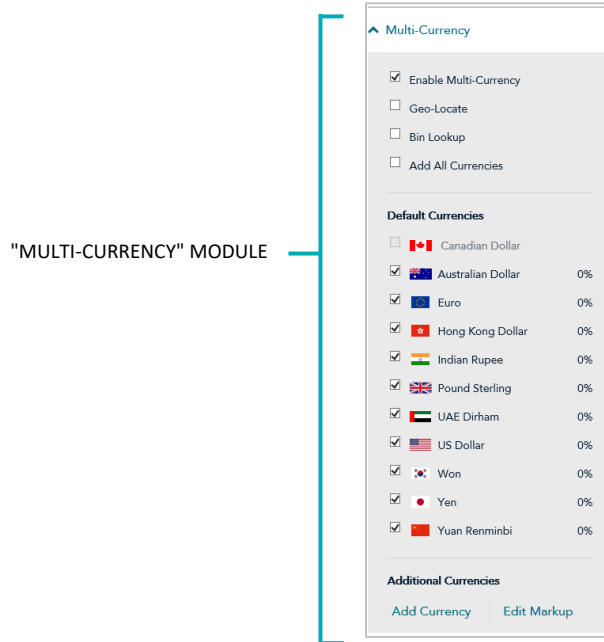 Multi-Currency
Enable Multi-Currency
Geo-Locate
Bin Lookup
Add All Currencies
"MULTI-CURRENCY" MODULE
Default Currencies
Canadian Dollar
Australian Dollar 0%
Euro 0%
Hong Kong Dollar 0%
Indian Rupee 0%
Pound Sterling 0%
UAE Dirham 0%
US Dollar 0%
Won 0%
Yen 0%
Yuan Renminbi 0%
Additional Currencies
Add Currency Edit Markup